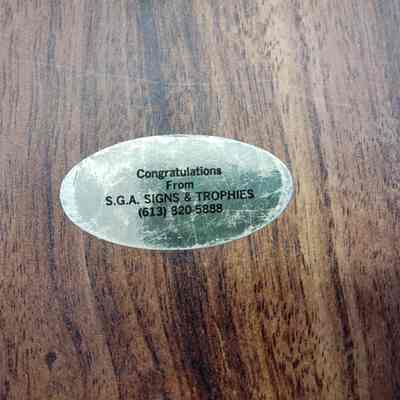 Congratulations
From
S.G.A. SIGNS & TROPHIES
(613) 820-5888